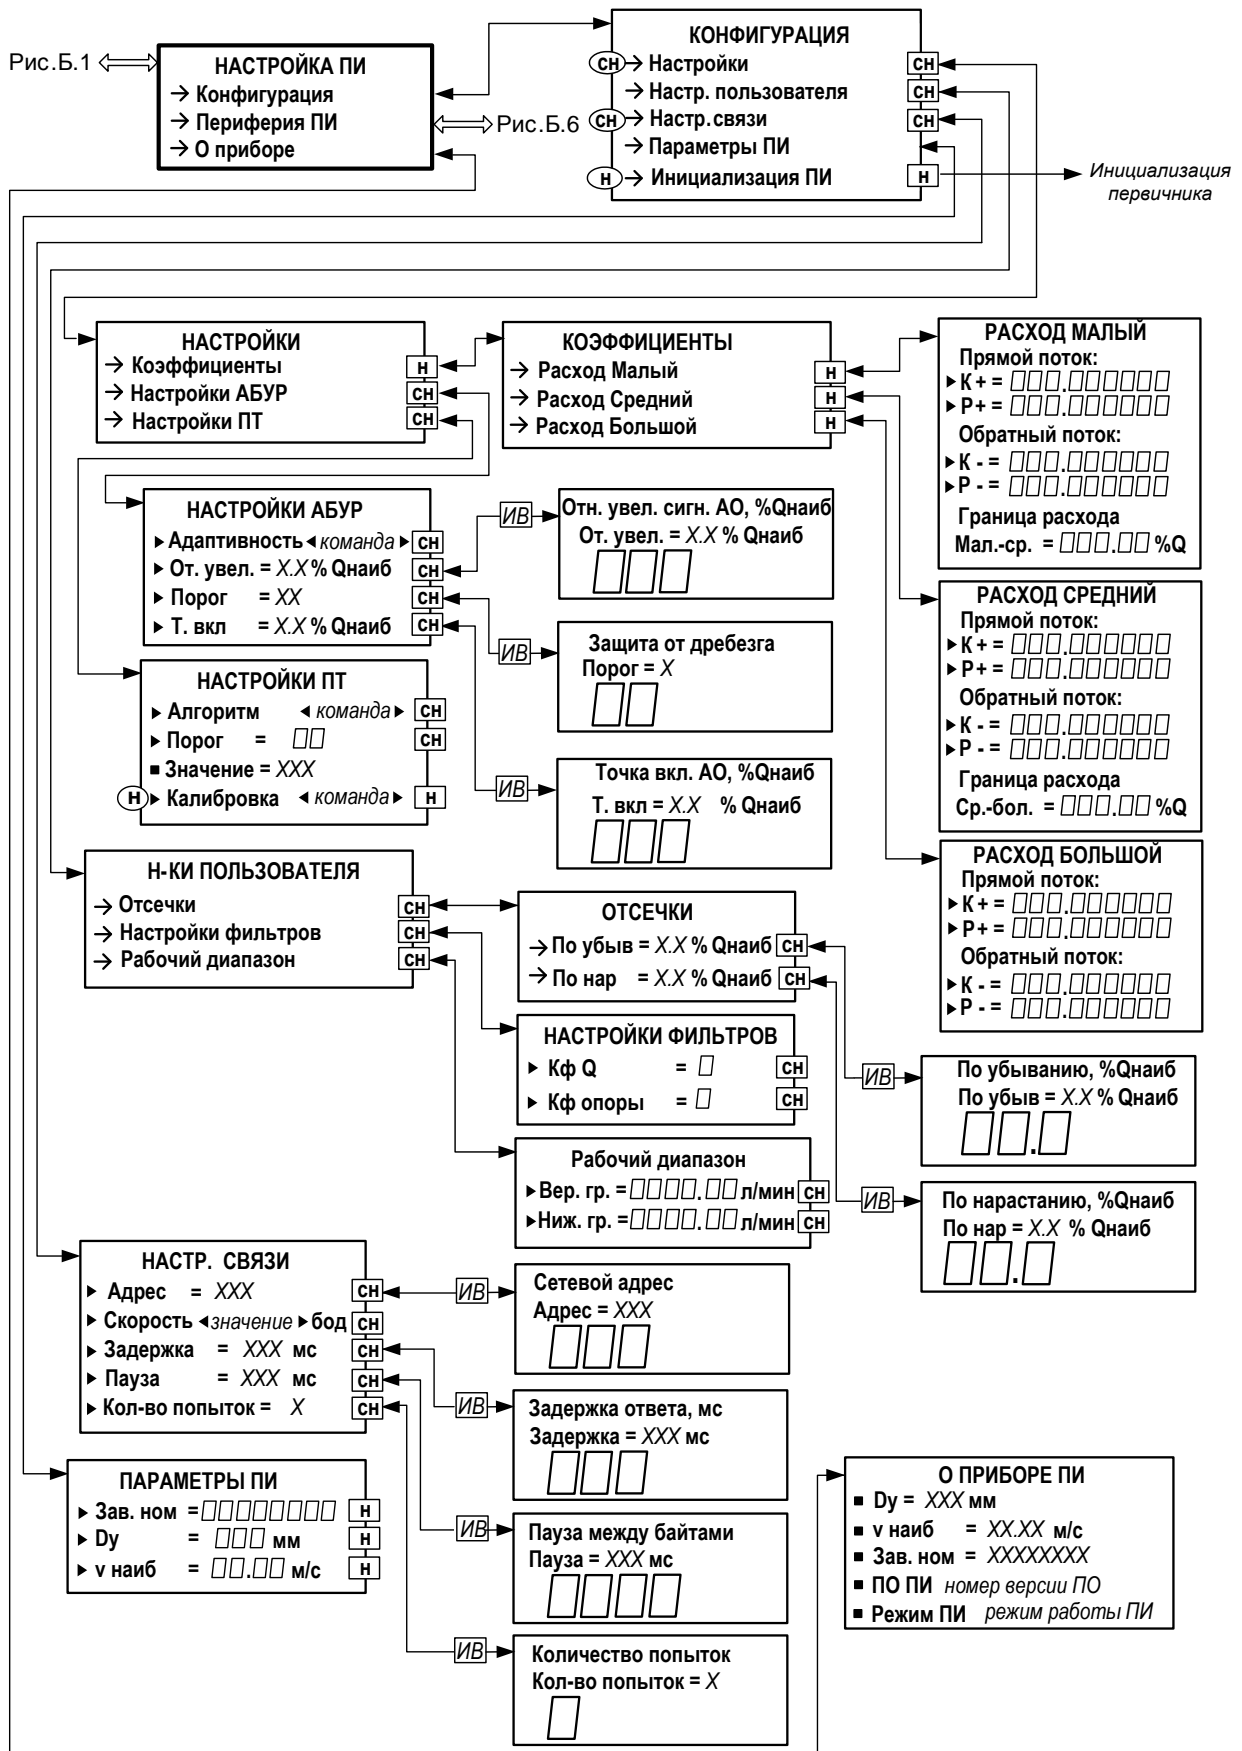 Рис.Б.1
НАСТРОЙКА ПИ
→ Конфигурация
→ Периферия ПИ
→ О приборе
Рис.Б.6
КОНФИГУРАЦИЯ
СН → Настройки СН
→ Настр. пользователя СН
СН → Настр.связи СН
→ Параметры ПИ
Н → Инициализация ПИ Н
Инициализация
первичника
НАСТРОЙКИ
→ Коэффициенты Н
→ Настройки АБУР СН
→ Настройки ПТ СН
КОЭФФИЦИЕНТЫ
→ Расход Малый Н
→ Расход Средний Н
→ Расход Большой Н
РАСХОД МАЛЫЙ
Прямой поток:
▸К + = □□□.□□□□□□
▸Р + = □□□.□□□□□□
Обратный поток:
▸К - = □□□.□□□□□□
▸Р - = □□□.□□□□□□
Граница расхода
Мал.-ср. = □□□.□□ %Q
НАСТРОЙКИ АБУР
▸Адаптивность ◂ команда ▸ СН
▸От. увел. = X.X % Qнаиб СН
▸Порог = XX СН
▸Т. вкл = X.X % Qнаиб СН
ИВ
Отн. увел. сигн. АО, %Qнаиб
От. увел. = X.X % Qнаиб
□□□
ИВ
Защита от дребезга
Порог = X
□□
ИВ
Точка вкл. АО, %Qнаиб
Т. вкл = X.X % Qнаиб
□□□
РАСХОД СРЕДНИЙ
Прямой поток:
▸К + = □□□.□□□□□□
▸Р + = □□□.□□□□□□
Обратный поток:
▸К - = □□□.□□□□□□
▸Р - = □□□.□□□□□□
Граница расхода
Ср.-бол. = □□□.□□ %Q
НАСТРОЙКИ ПТ
▸ Алгоритм ◂ команда ▸ СН
▸ Порог = □□ СН
■ Значение = XXX
Н ▸ Калибровка ◂ команда ▸ Н
РАСХОД БОЛЬШОЙ
Прямой поток:
▸К + = □□□.□□□□□□
▸Р + = □□□.□□□□□□
Обратный поток:
▸К - = □□□.□□□□□□
▸Р - = □□□.□□□□□□
Н-КИ ПОЛЬЗОВАТЕЛЯ
→ Отсечки СН
→ Настройки фильтров СН
→ Рабочий диапазон СН
ОТСЕЧКИ
→ По убыв = X.X % Qнаиб СН
→ По нар = X.X % Qнаиб СН
НАСТРОЙКИ ФИЛЬТРОВ
▸ Кф Q = □ СН
▸ Кф опоры = □ СН
ИВ
По убыванию, %Qнаиб
По убыв = X.X % Qнаиб
□□.□
Рабочий диапазон
▸Вер. гр. = □□□□.□□ л/мин СН
▸Ниж. гр. = □□□□.□□ л/мин СН
ИВ
По нарастанию, %Qнаиб
По нар = X.X % Qнаиб
□□.□
НАСТР. СВЯЗИ
▸ Адрес = XXX СН
▸ Скорость ◂ значение ▸ бод СН
▸ Задержка = XXX мс СН
▸ Пауза = XXX мс СН
▸ Кол-во попыток = X СН
ИВ
Сетевой адрес
Адрес = XXX
□□□
ИВ
Задержка ответа, мс
Задержка = XXX мс
□□□
ИВ
Пауза между байтами
Пауза = XXX мс
□□□□
ИВ
Количество попыток
Кол-во попыток = X
□
ПАРАМЕТРЫ ПИ
▸ Зав. ном = □□□□□□□□ Н
▸ Dy = □□□ мм Н
▸ v наиб = □□.□□ м/с Н
О ПРИБОРЕ ПИ
■ Dy = XXX мм
■ v наиб = XX.XX м/с
■ Зав. ном = XXXXXXXX
■ ПО ПИ номер версии ПО
■ Режим ПИ режим работы ПИ